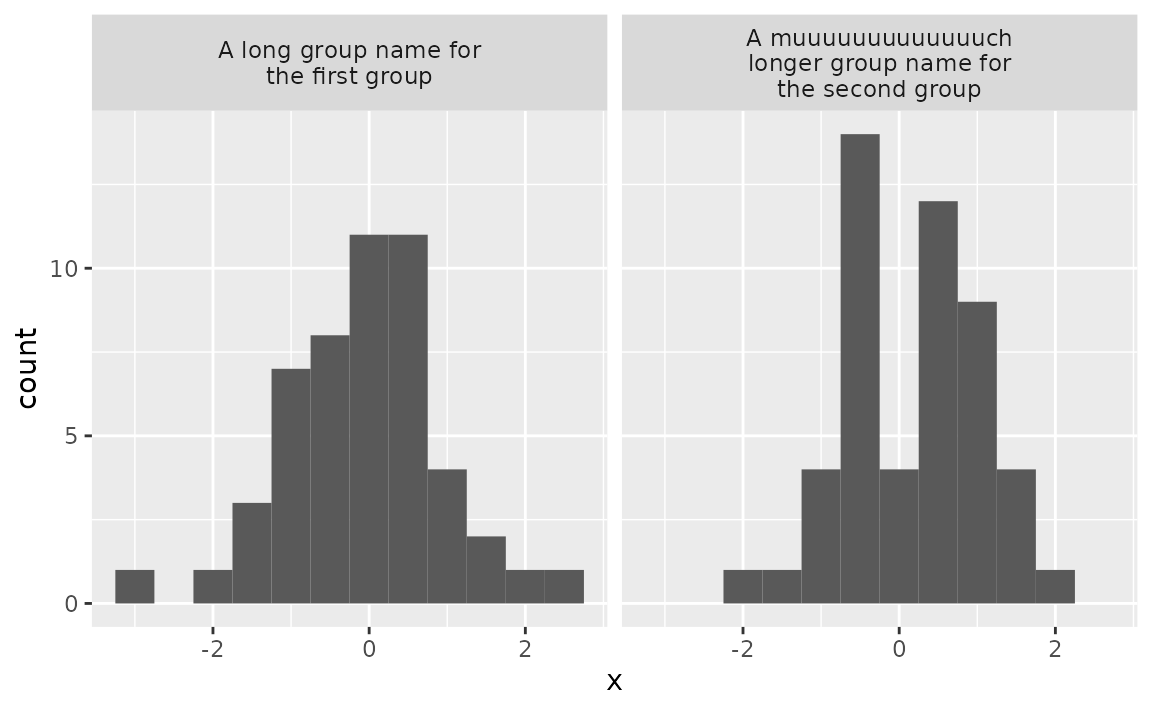 A long group name for
the first group
A muuuuuuuuuuuuuch
longer group name for
the second group
count
10
5
0
-2 0 2
-2 0 2
x